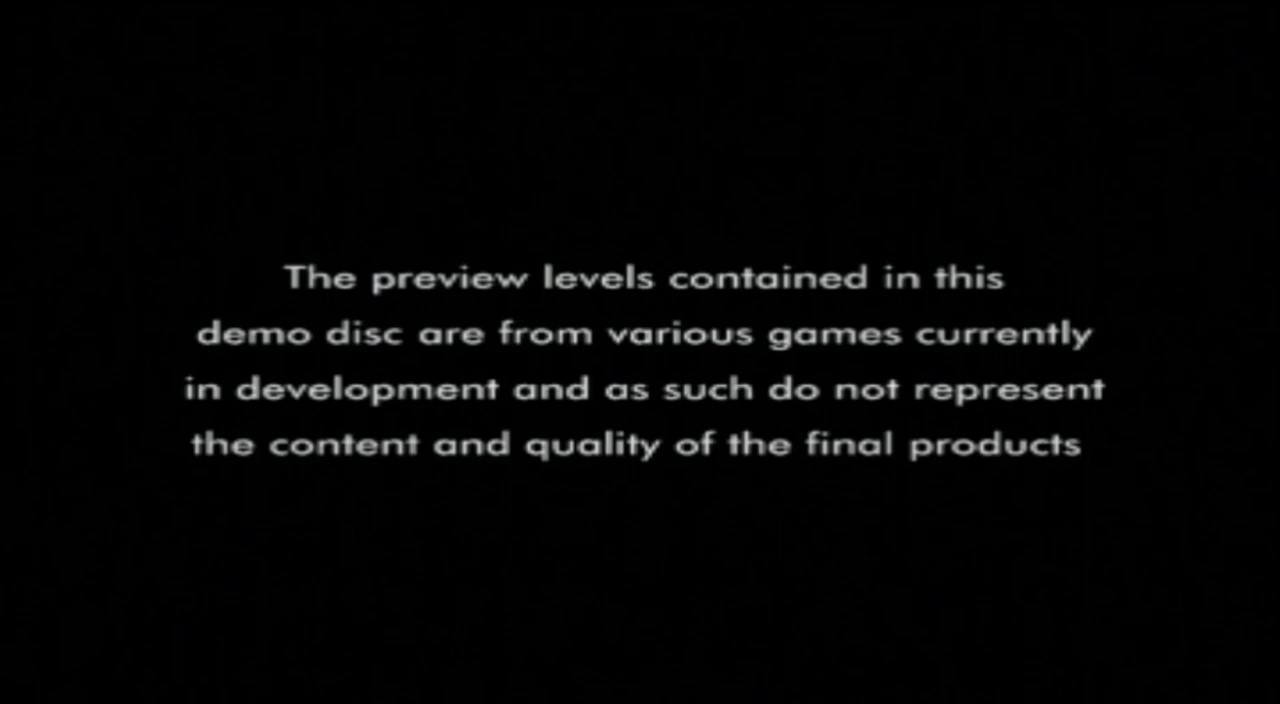 The preview levels contained in this
demo disc are from various games currently
in development and as such do not represent
the content and quality of the final products